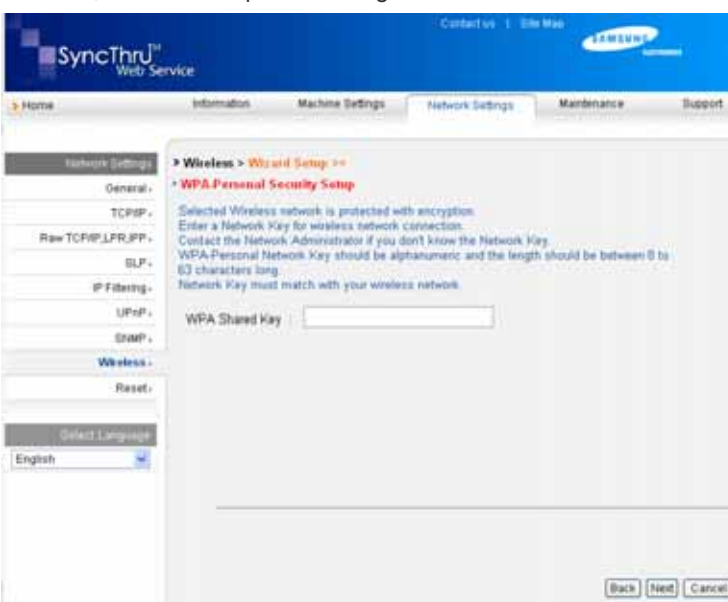 Contact us | Site Map
SAMSUNG
SyncThru™
Web Service
Home
Information
Machine Settings
Network Settings
Maintenance
Support
Network Settings
General
TCP/IP
Raw TCP/IP,LPR,IPP
SLP
IP Filtering
UPnP
SNMP
Wireless
Reset
Select Language
English
Wireless > Wizard Setup >>
WPA-Personal Security Setup
Selected Wireless network is protected with encryption.
Enter a Network Key for wireless network connection.
Contact the Network Administrator if you don't know the Network Key.
WPA-Personal Network Key should be alphanumeric and the length should be between 8 to
63 characters long.
Network Key must match with your wireless network.
WPA Shared Key :
Back Next Cancel